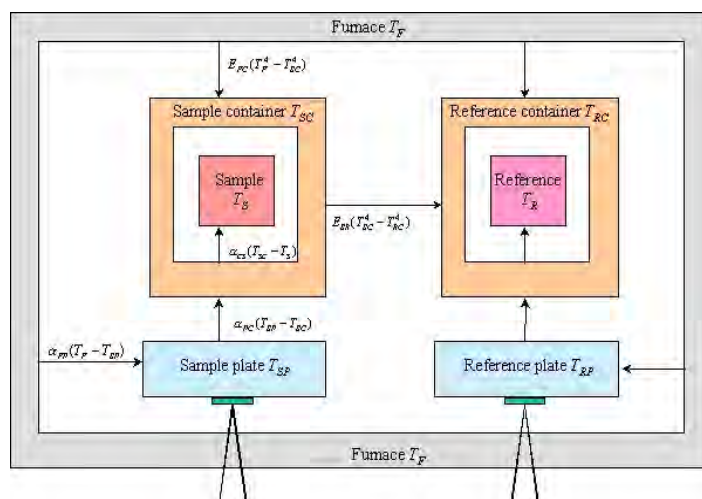 Furnace T_F
E_FC(T_F^4 − T_SC^4)
Sample container T_SC
Reference container T_RC
Sample
T_S
Reference
T_R
E_SR(T_SC^4 − T_RC^4)
α_CS(T_SC − T_S)
α_PC(T_SP − T_SC)
α_FP(T_F − T_SP)
Sample plate T_SP
Reference plate T_RP
Furnace T_F